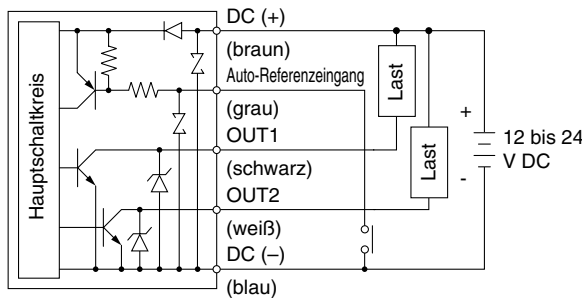 Hauptschaltkreis
DC (+)
(braun)
Auto-Referenzeingang
(grau)
OUT1
(schwarz)
OUT2
(weiß)
DC (–)
(blau)
Last
Last
+
12 bis 24
V DC
-